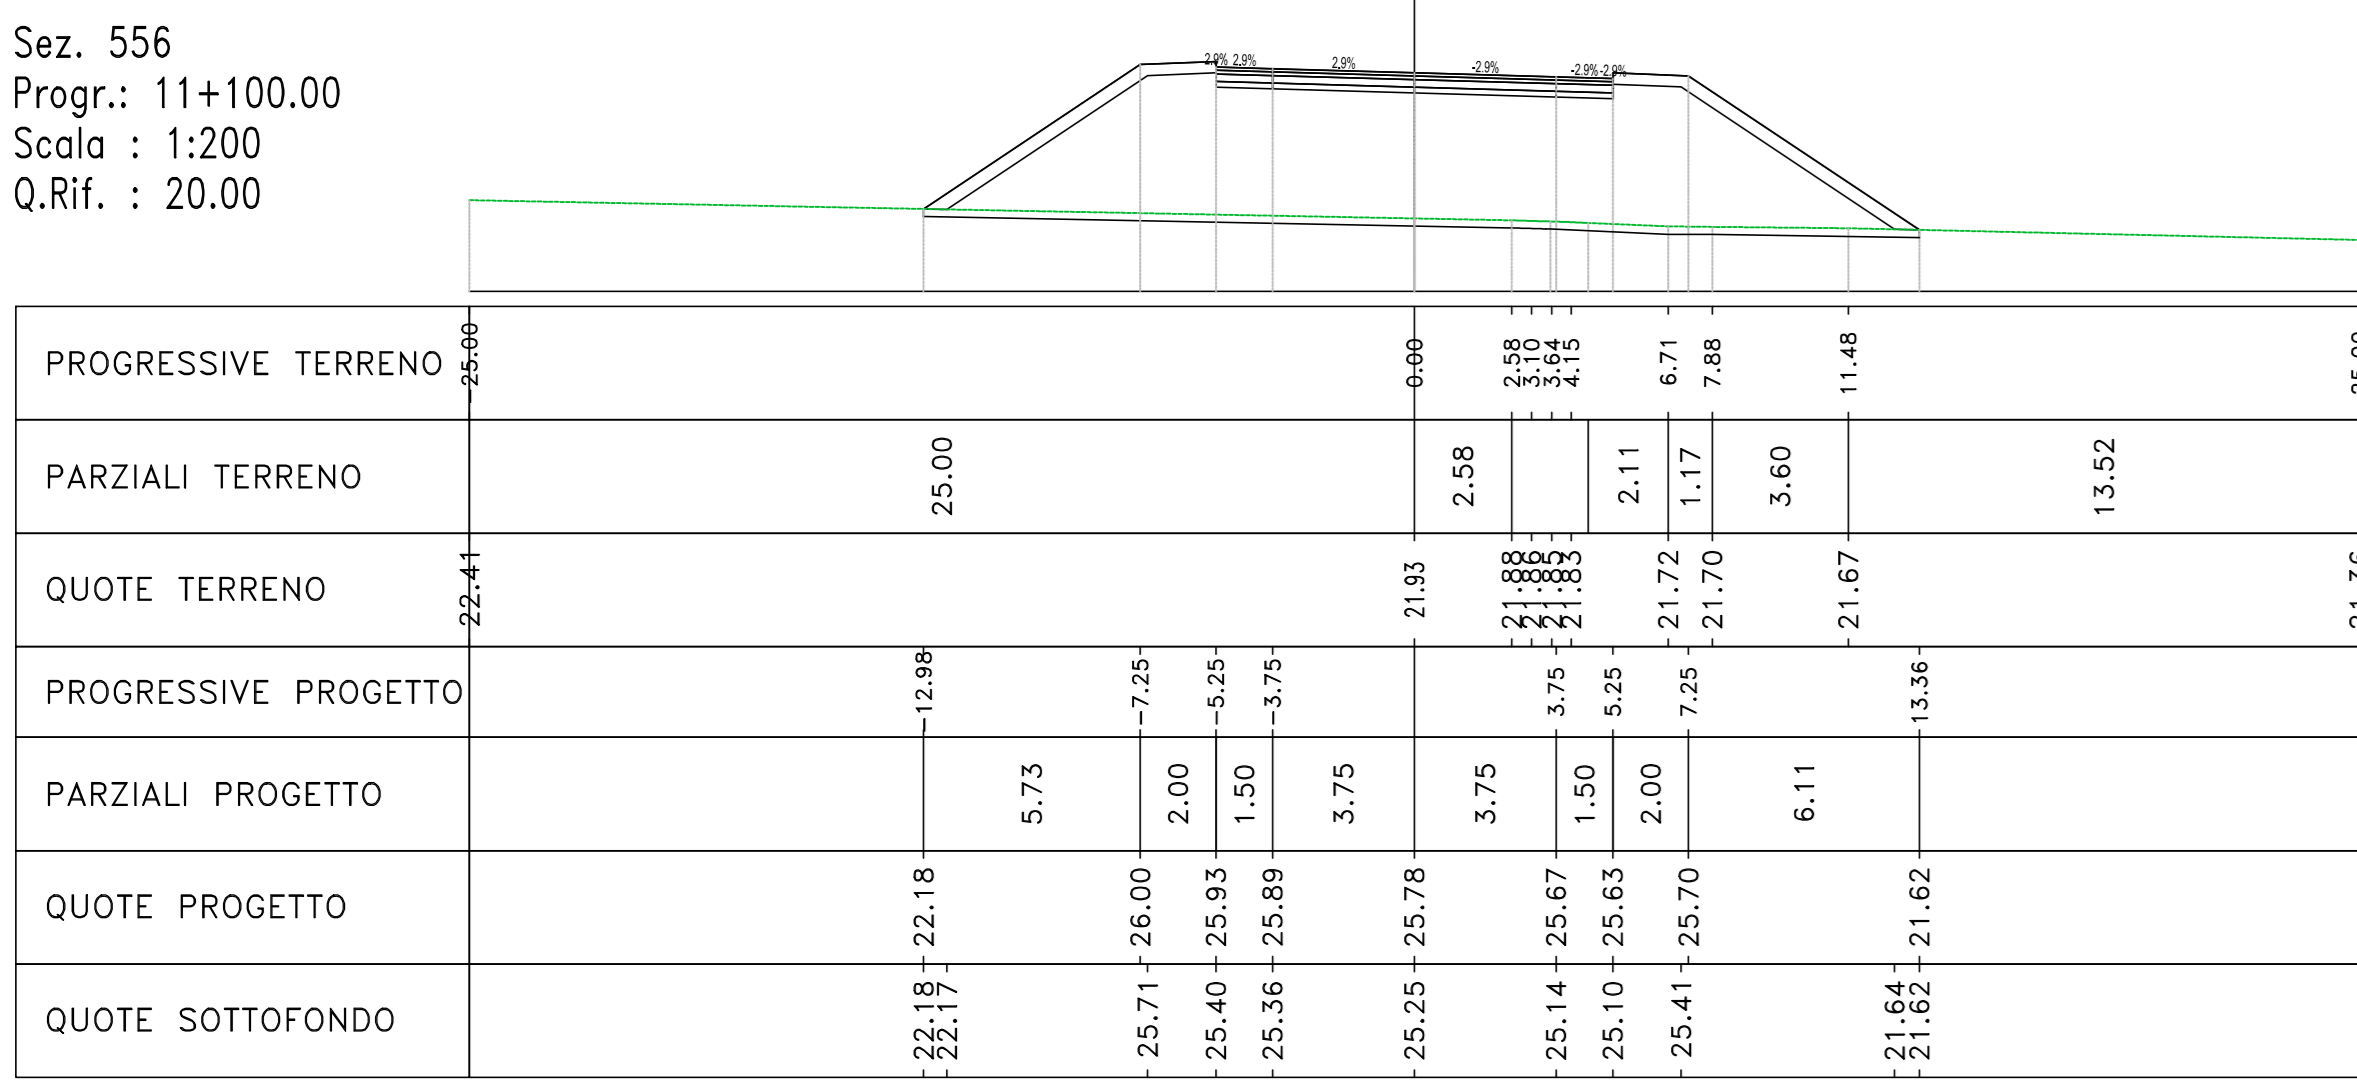 Sez. 556
Progr.: 11+100.00
Scala : 1:200
Q.Rif. : 20.00
2.9% 2.9% 2.9% -2.9% -2.9% -2.9%
PROGRESSIVE TERRENO -25.00 0.00 2.58 3.10 3.64 4.15 6.71 7.88 11.48
PARZIALI TERRENO 25.00 2.58 2.11 1.17 3.60 13.52
QUOTE TERRENO 22.41 21.93 21.88 21.86 21.85 21.83 21.72 21.70 21.67
PROGRESSIVE PROGETTO -12.98 -7.25 -5.25 -3.75 3.75 5.25 7.25 13.36
PARZIALI PROGETTO 5.73 2.00 1.50 3.75 3.75 1.50 2.00 6.11
QUOTE PROGETTO 22.18 26.00 25.93 25.89 25.78 25.67 25.63 25.70 21.62
QUOTE SOTTOFONDO 22.18 22.17 25.71 25.40 25.36 25.25 25.14 25.10 25.41 21.64 21.62